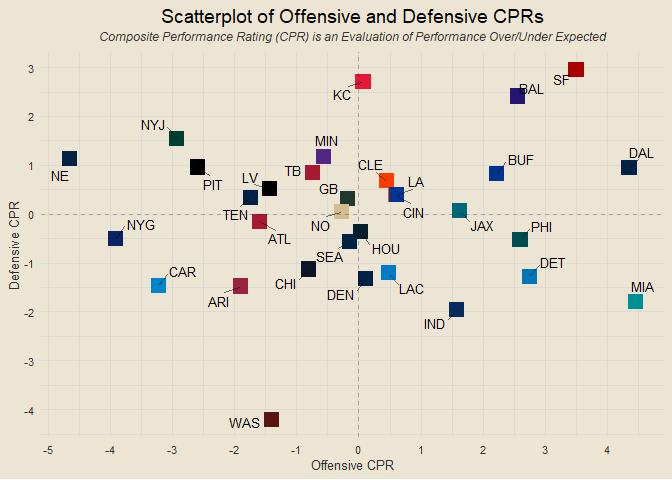 Scatterplot of Offensive and Defensive CPRs
Composite Performance Rating (CPR) is an Evaluation of Performance Over/Under Expected
3
SF
BAL
KC
2
NYJ
MIN
DAL
1
NE
PIT
LV
TB
CLE
BUF
GB
LA
TEN
CIN
0
NO
JAX
NYG
ATL
PHI
HOU
SEA
-1
CAR
CHI
DET
ARI
DEN
LAC
MIA
-2
IND
-3
-4
WAS
-5 -4 -3 -2 -1 0 1 2 3 4
Offensive CPR
Defensive CPR